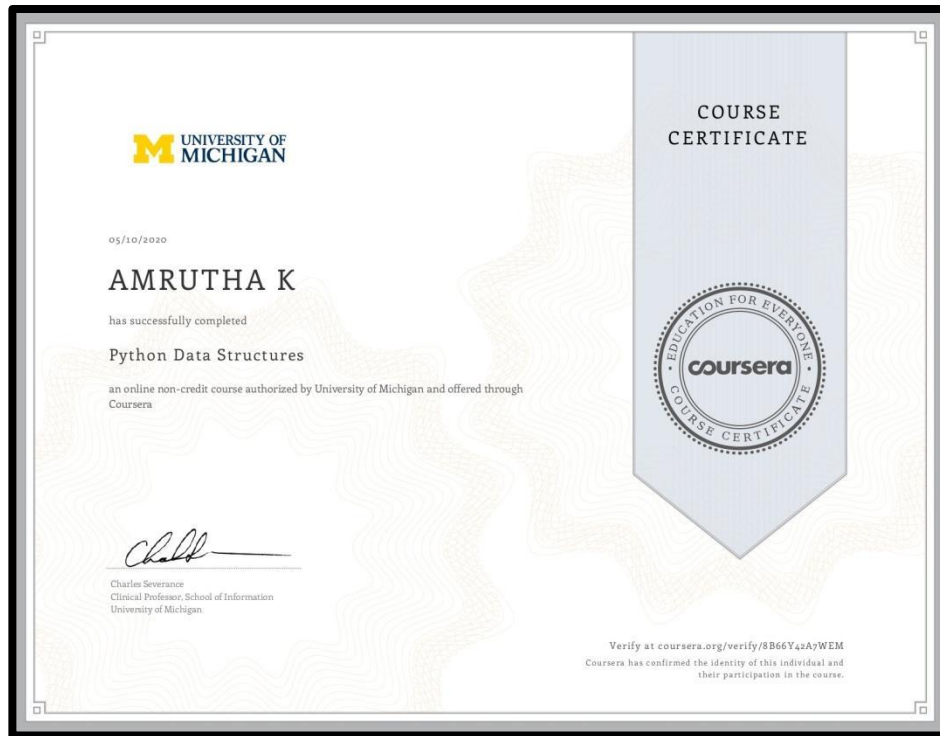 UNIVERSITY OF
MICHIGAN
05/10/2020
AMRUTHA K
has successfully completed
Python Data Structures
an online non-credit course authorized by University of Michigan and offered through
Coursera
Charles Severance
Clinical Professor, School of Information
University of Michigan
COURSE
CERTIFICATE
EDUCATION FOR EVERYONE
coursera
COURSE CERTIFICATE
Verify at coursera.org/verify/8B66Y42A7WEM
Coursera has confirmed the identity of this individual and
their participation in the course.